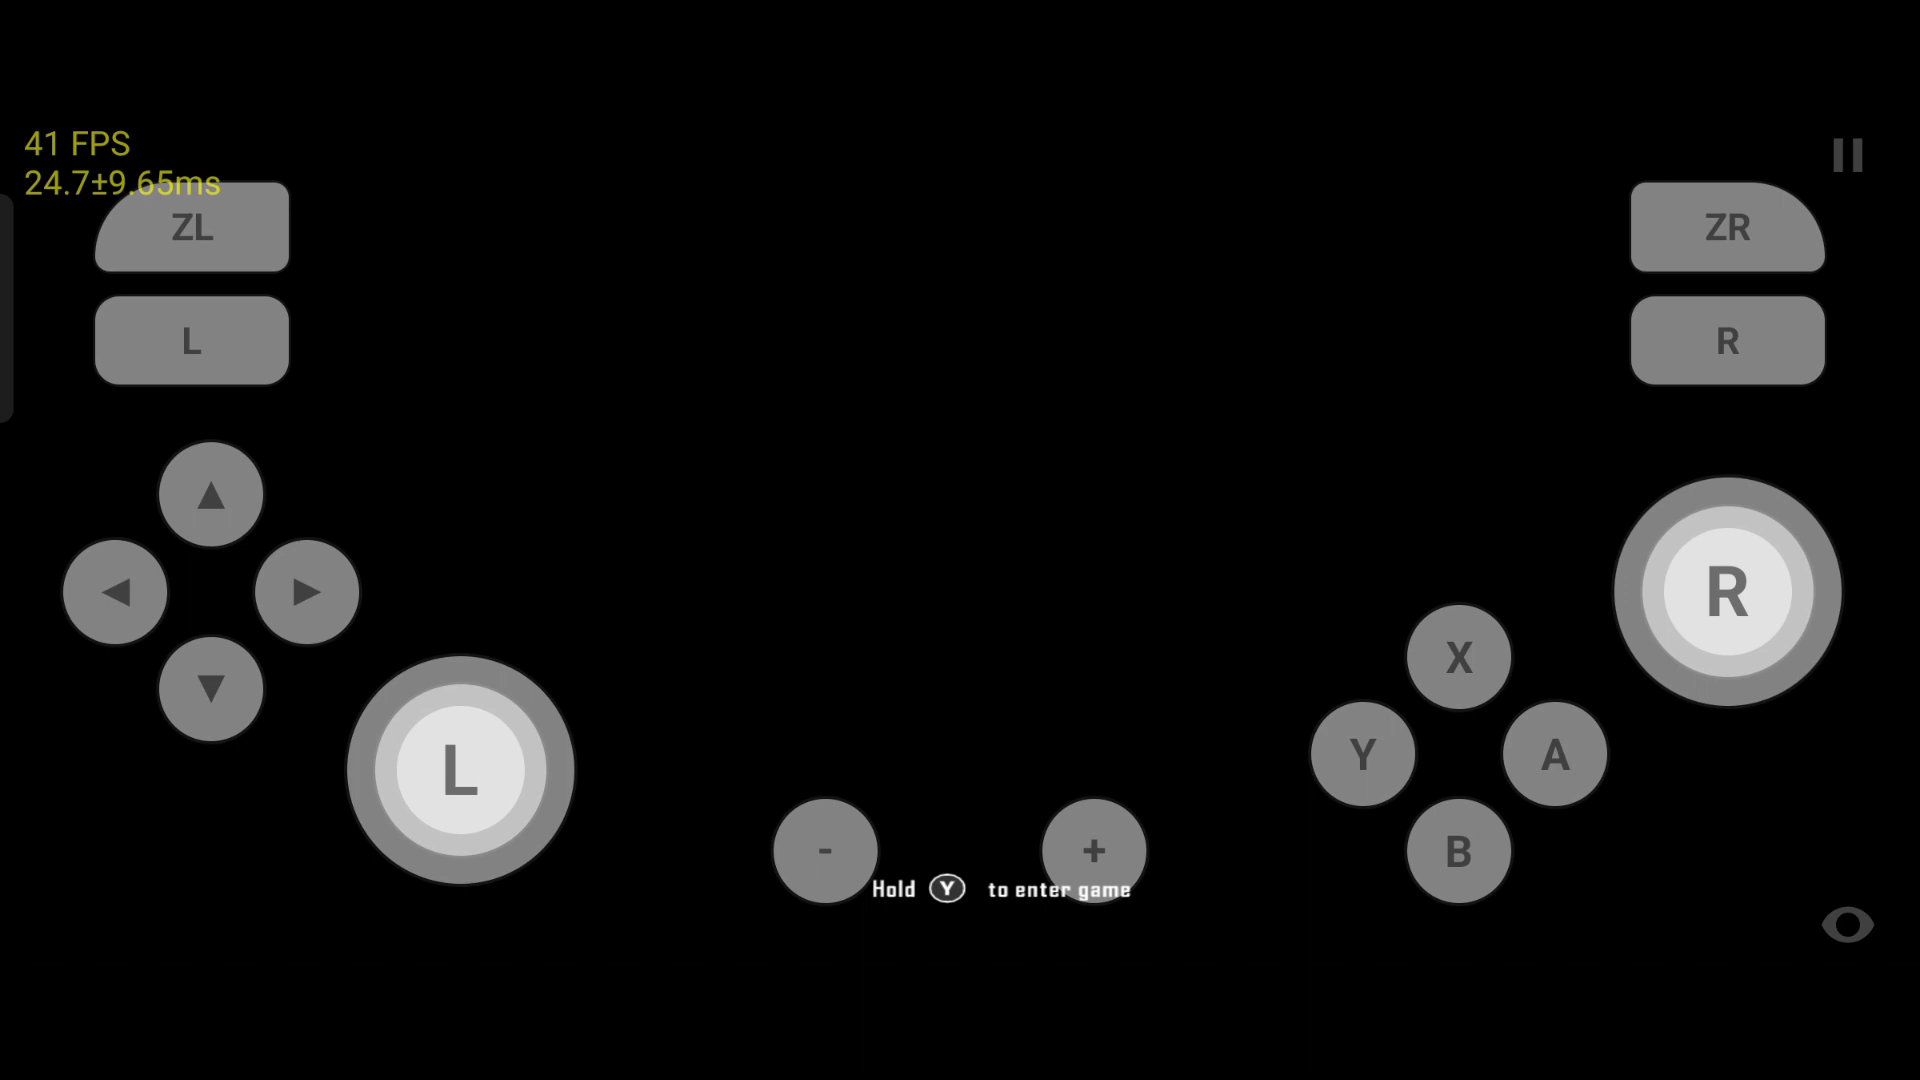 41 FPS
24.7±9.65ms
ZL
ZR
L
R
▲
◀ ▶
▼
R
X
Y
A
L
-
+
B
Hold Y to enter game